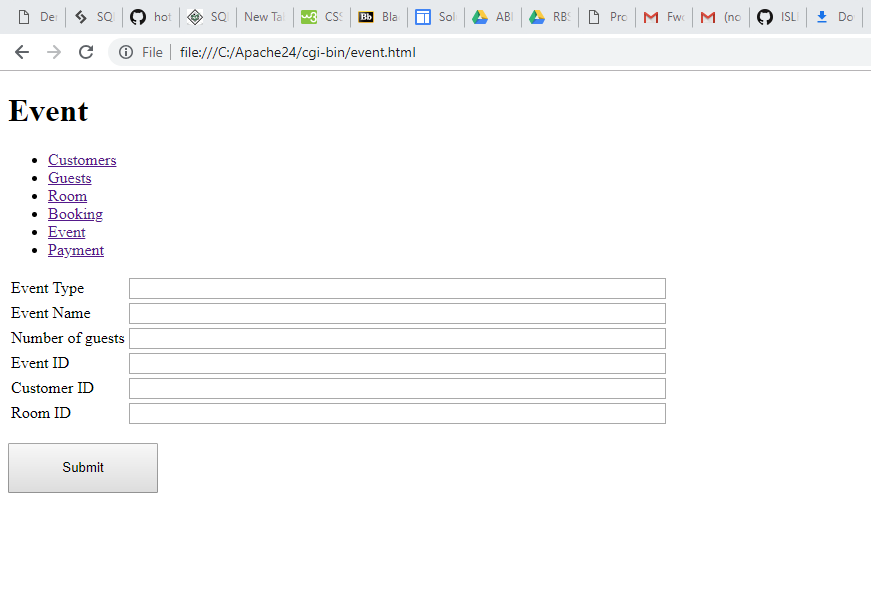 De SQ hot SQ New Ta CSS Bla Sol ABI RBS Pro Fwd (no ISL Do
File file:///C:/Apache24/cgi-bin/event.html
Event
Customers
Guests
Room
Booking
Event
Payment
Event Type
Event Name
Number of guests
Event ID
Customer ID
Room ID
Submit